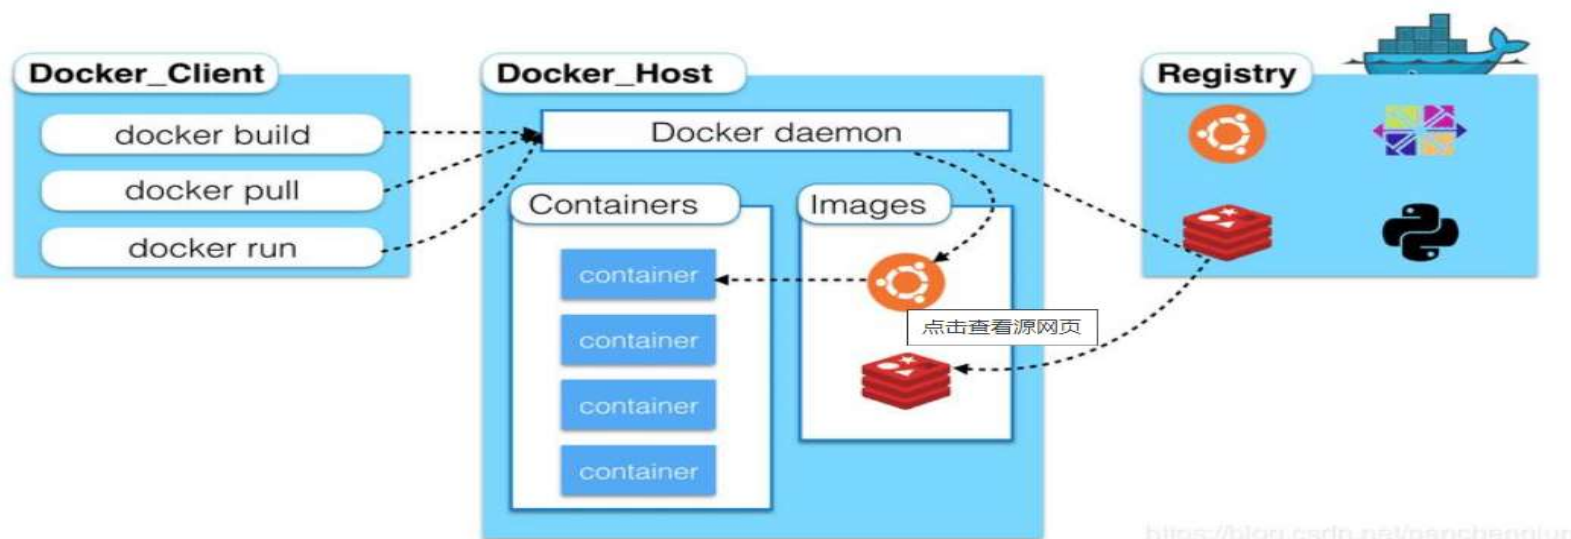 Docker_Client
docker build
docker pull
docker run
Docker_Host
Docker daemon
Containers
container
container
container
container
Images
点击查看源网页
Registry